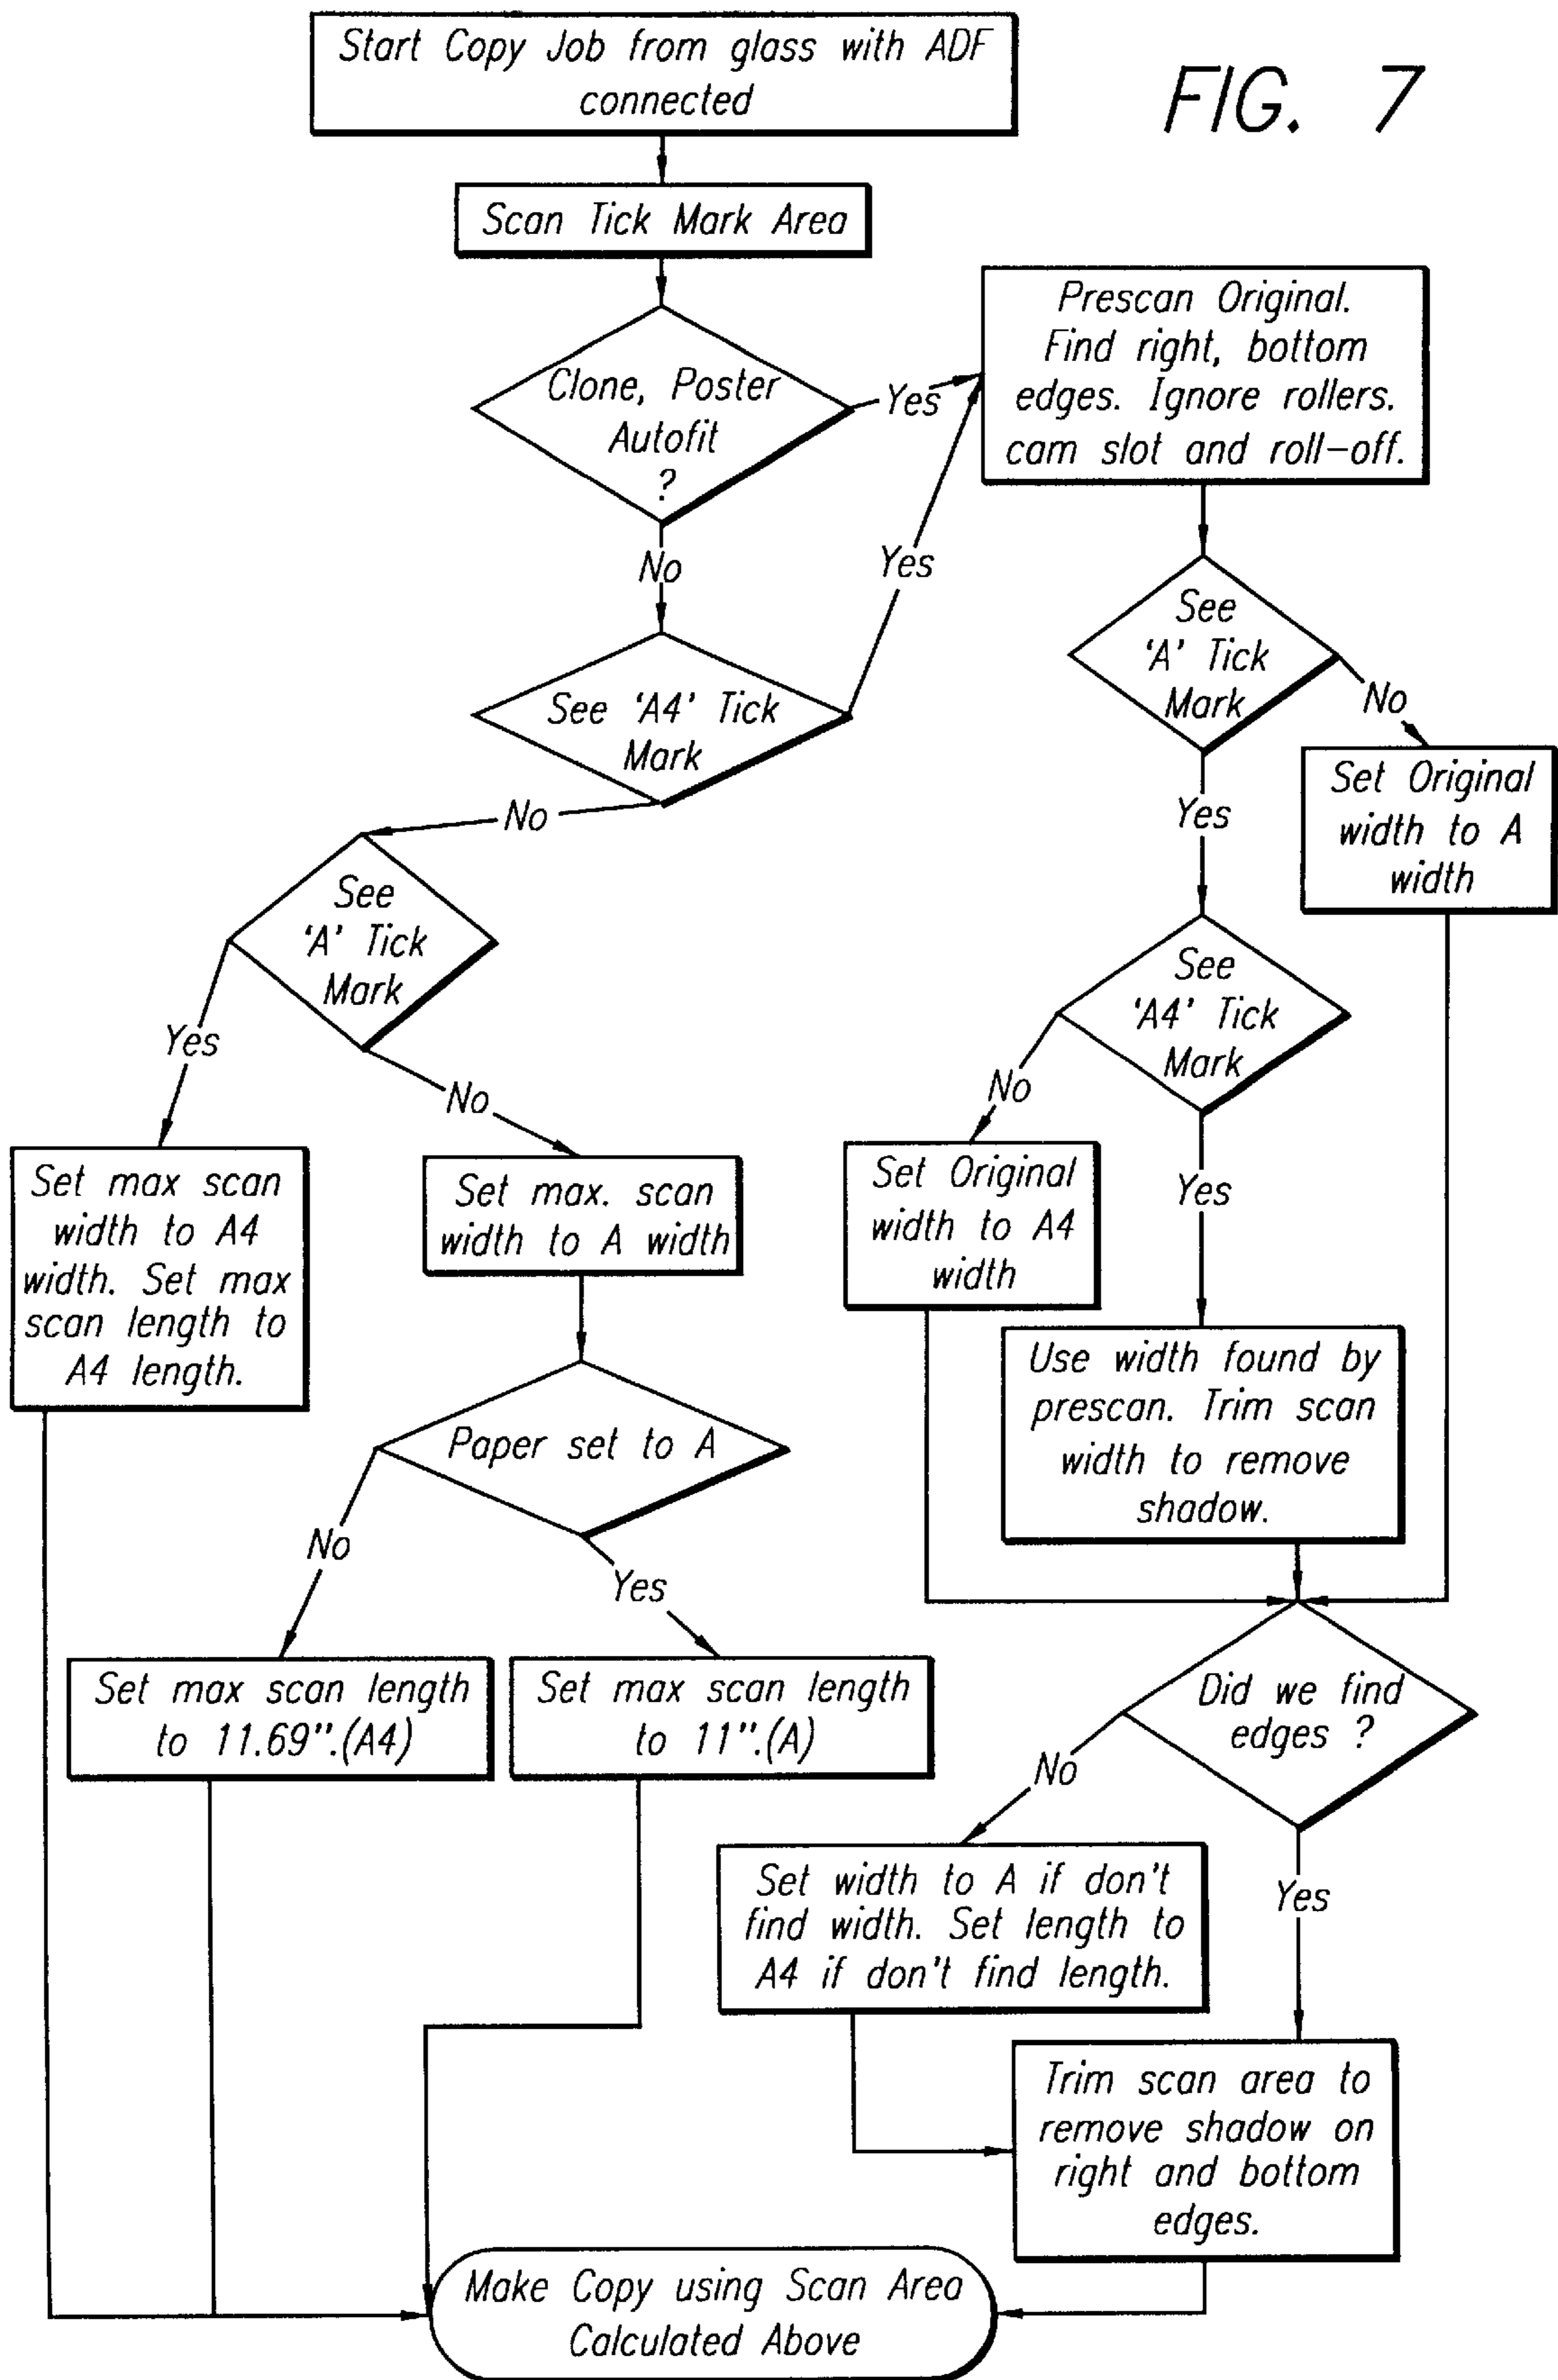 FIG. 7
Start Copy Job from glass with ADF
connected
Scan Tick Mark Area
Clone, Poster
Autofit
?
Yes
No
Prescan Original.
Find right, bottom
edges. Ignore rollers.
cam slot and roll-off.
See 'A4' Tick
Mark
Yes
No
See
'A' Tick
Mark
No
Yes
Set Original
width to A
width
See
'A' Tick
Mark
Yes
No
See
'A4' Tick
Mark
No
Yes
Set max scan
width to A4
width. Set max
scan length to
A4 length.
Set max. scan
width to A width
Set Original
width to A4
width
Use width found by
prescan. Trim scan
width to remove
shadow.
Paper set to A
No
Yes
Set max scan length
to 11.69".(A4)
Set max scan length
to 11".(A)
Did we find
edges ?
No
Yes
Set width to A if don't
find width. Set length to
A4 if don't find length.
Trim scan area to
remove shadow on
right and bottom
edges.
Make Copy using Scan Area
Calculated Above